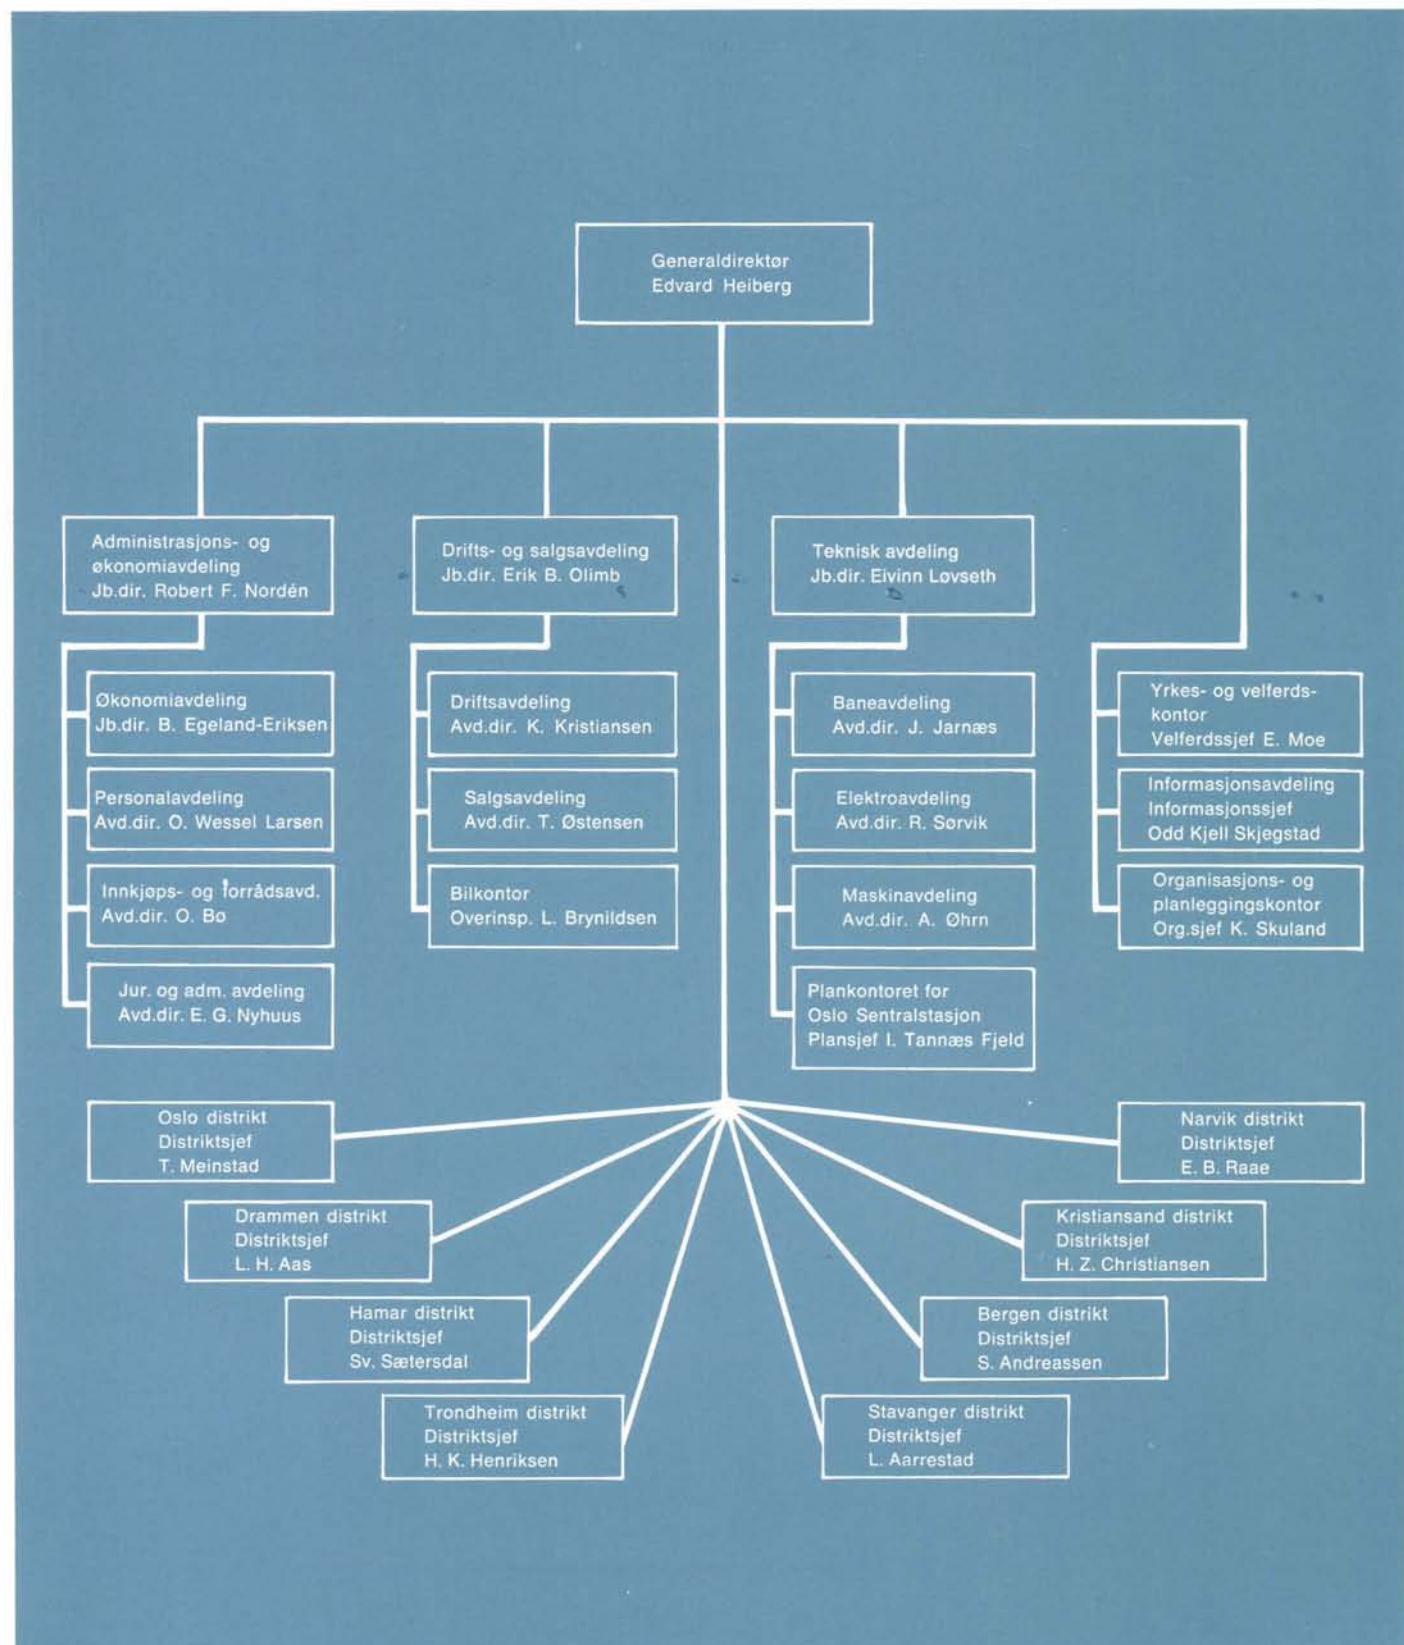 Generaldirektør
Edvard Heiberg
Administrasjons- og
økonomiavdeling
Jb.dir. Robert F. Nordén
Drifts- og salgsavdeling
Jb.dir. Erik B. Olimb
Teknisk avdeling
Jb.dir. Eivinn Løvseth
Økonomiavdeling
Jb.dir. B. Egeland-Eriksen
Personalavdeling
Avd.dir. O. Wessel Larsen
Innkjøps- og forrådsavd.
Avd.dir. O. Bø
Jur. og adm. avdeling
Avd.dir. E. G. Nyhuus
Driftsavdeling
Avd.dir. K. Kristiansen
Salgsavdeling
Avd.dir. T. Østensen
Bilkontor
Overinsp. L. Brynildsen
Baneavdeling
Avd.dir. J. Jarnæs
Elektroavdeling
Avd.dir. R. Sørvik
Maskinavdeling
Avd.dir. A. Øhrn
Plankontoret for
Oslo Sentralstasjon
Plansjef I. Tannæs Fjeld
Yrkes- og velferds-
kontor
Velferdssjef E. Moe
Informasjonsavdeling
Informasjonssjef
Odd Kjell Skjegstad
Organisasjons- og
planleggingskontor
Org.sjef K. Skuland
Oslo distrikt
Distriktsjef
T. Meinstad
Drammen distrikt
Distriktsjef
L. H. Aas
Hamar distrikt
Distriktsjef
Sv. Sætersdal
Trondheim distrikt
Distriktsjef
H. K. Henriksen
Stavanger distrikt
Distriktsjef
L. Aarrestad
Bergen distrikt
Distriktsjef
S. Andreassen
Kristiansand distrikt
Distriktsjef
H. Z. Christiansen
Narvik distrikt
Distriktsjef
E. B. Raae